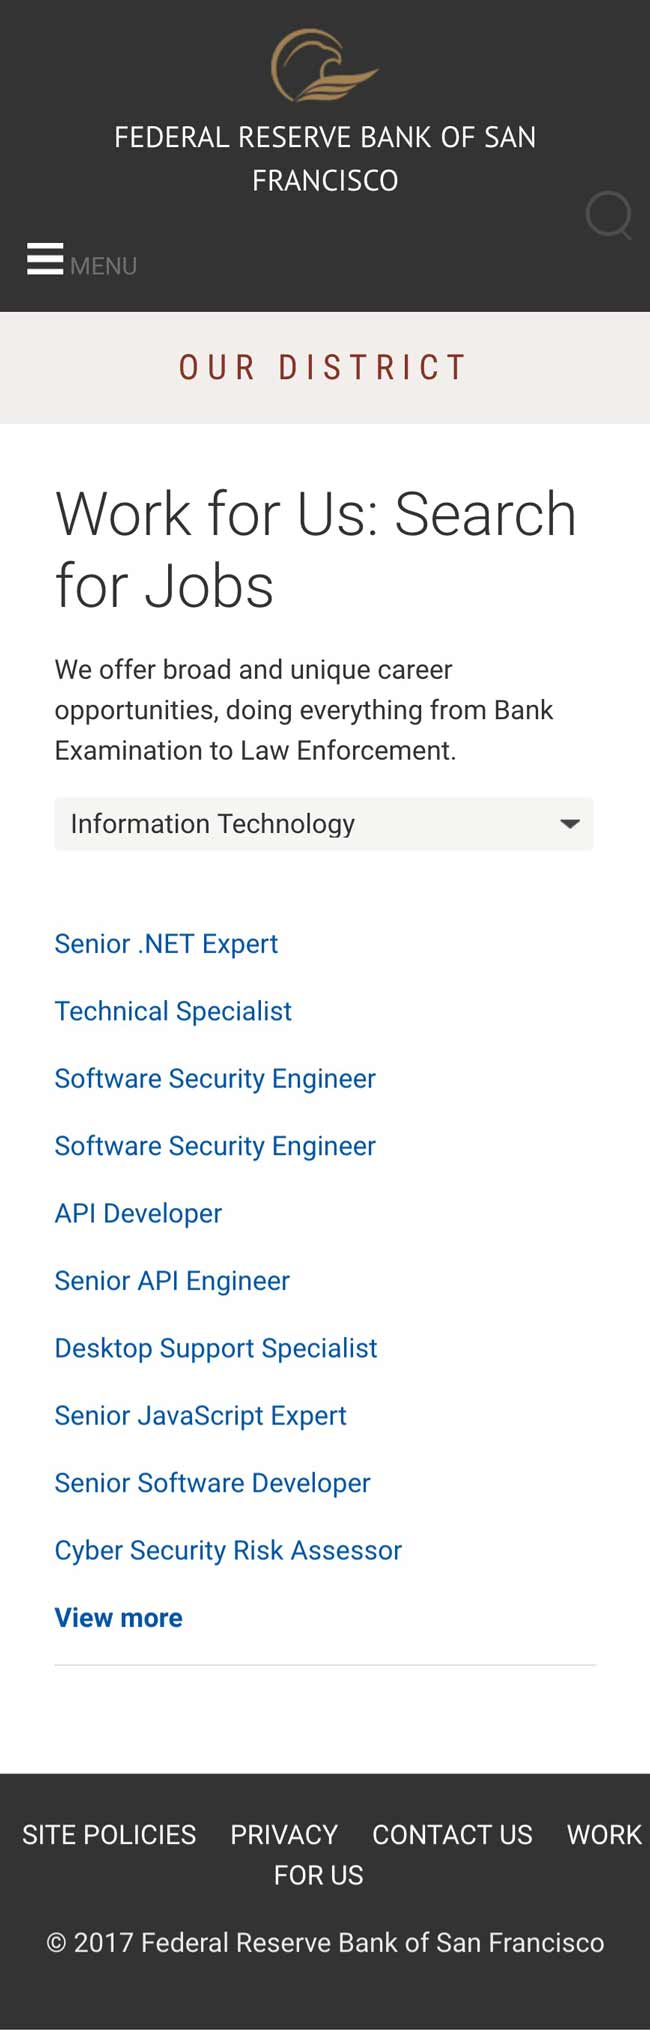 FEDERAL RESERVE BANK OF SAN
FRANCISCO
MENU
OUR DISTRICT
Work for Us: Search
for Jobs
We offer broad and unique career
opportunities, doing everything from Bank
Examination to Law Enforcement.
Information Technology
Senior .NET Expert
Technical Specialist
Software Security Engineer
Software Security Engineer
API Developer
Senior API Engineer
Desktop Support Specialist
Senior JavaScript Expert
Senior Software Developer
Cyber Security Risk Assessor
View more
SITE POLICIES PRIVACY CONTACT US WORK
FOR US
© 2017 Federal Reserve Bank of San Francisco